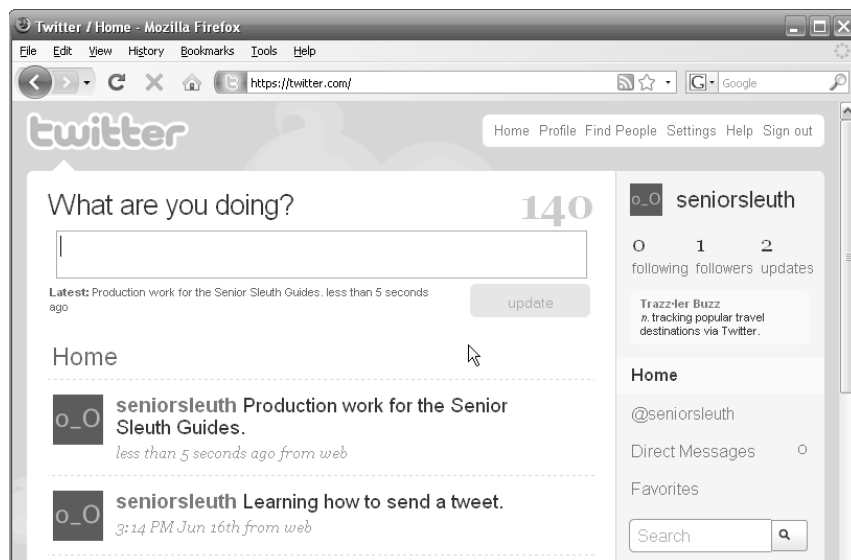 Twitter / Home - Mozilla Firefox
File Edit View History Bookmarks Tools Help
https://twitter.com/
G Google
twitter
Home Profile Find People Settings Help Sign out
What are you doing?
140
Latest: Production work for the Senior Sleuth Guides. less than 5 seconds
ago
update
Home
o_O
seniorsleuth Production work for the Senior
Sleuth Guides.
less than 5 seconds ago from web
o_O
seniorsleuth Learning how to send a tweet.
3:14 PM Jun 16th from web
o_O seniorsleuth
0 1 2
following followers updates
Trazz·ler Buzz
n. tracking popular travel
destinations via Twitter.
Home
@seniorsleuth
Direct Messages 0
Favorites
Search